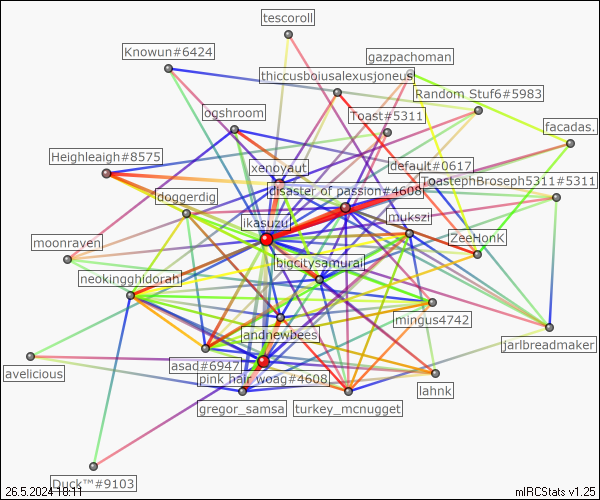 tescoroll
Knowun#6424
gazpachoman
thiccusboiusalexusjoneus
Random Stuf6#5983
ogshroom
Toast#5311
facadas.
Heighleaigh#8575
xenoyaut
default#0617
ToastephBroseph5311#5311
disaster of passion#4608
doggerdig
ikasuzu
mukszi
moonraven
ZeeHonK
bigcitysamurai
neokingghidorah
mingus4742
andnewbees
jarlbreadmaker
asad#6947
avelicious
pink hair woag#4608
lahnk
gregor_samsa
turkey_mcnugget
Duck™#9103
26.5.2024 18:11
mIRCStats v1.25